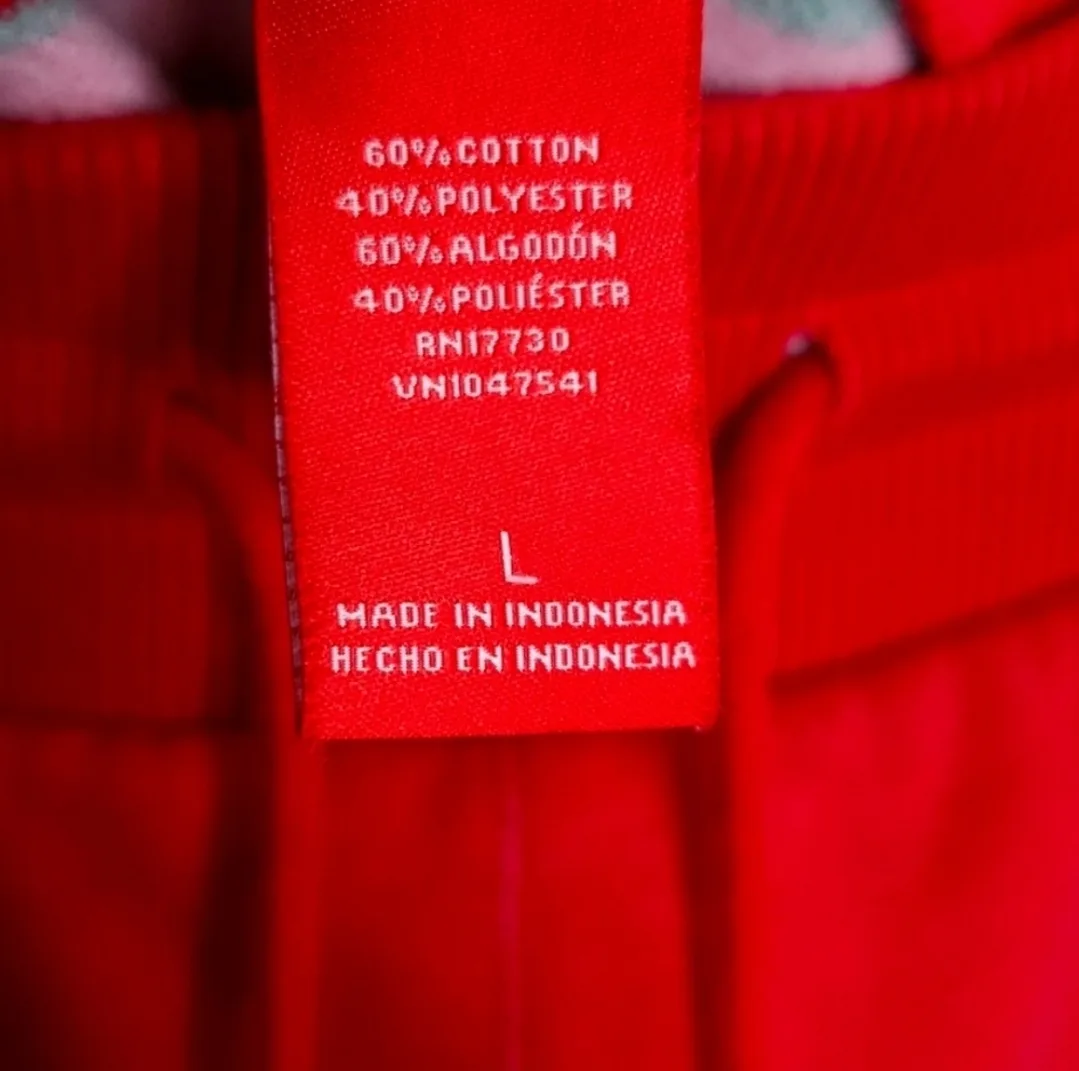 60% COTTON
40% POLYESTER
60% ALGODÓN
40% POLIÉSTER
RN17730
VN1047541
L
MADE IN INDONESIA
HECHO EN INDONESIA